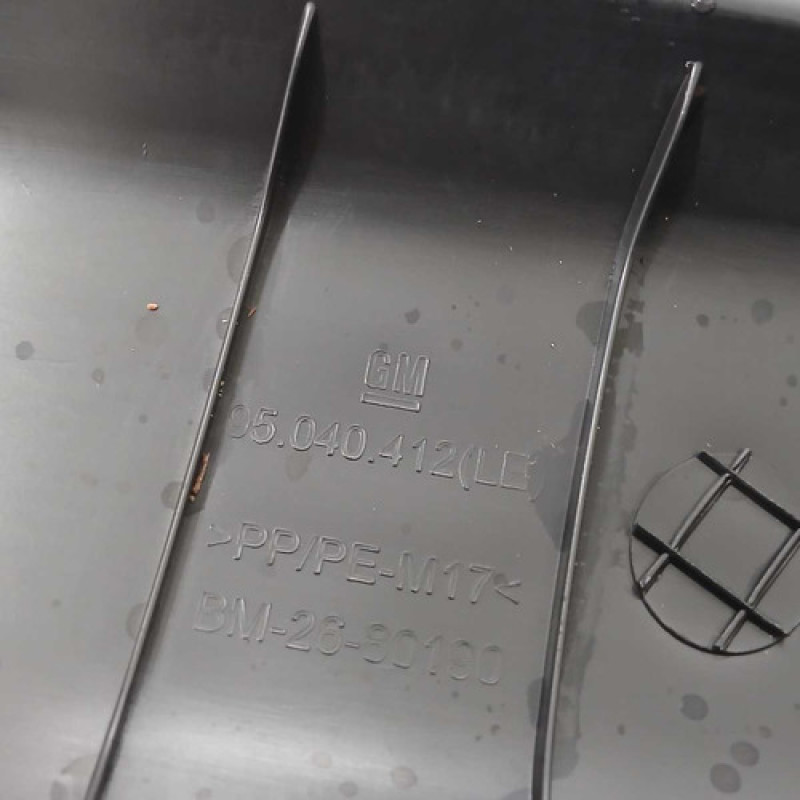 GM
95.040.412(LE)
>PP/PE-M17<
BM-26-80190